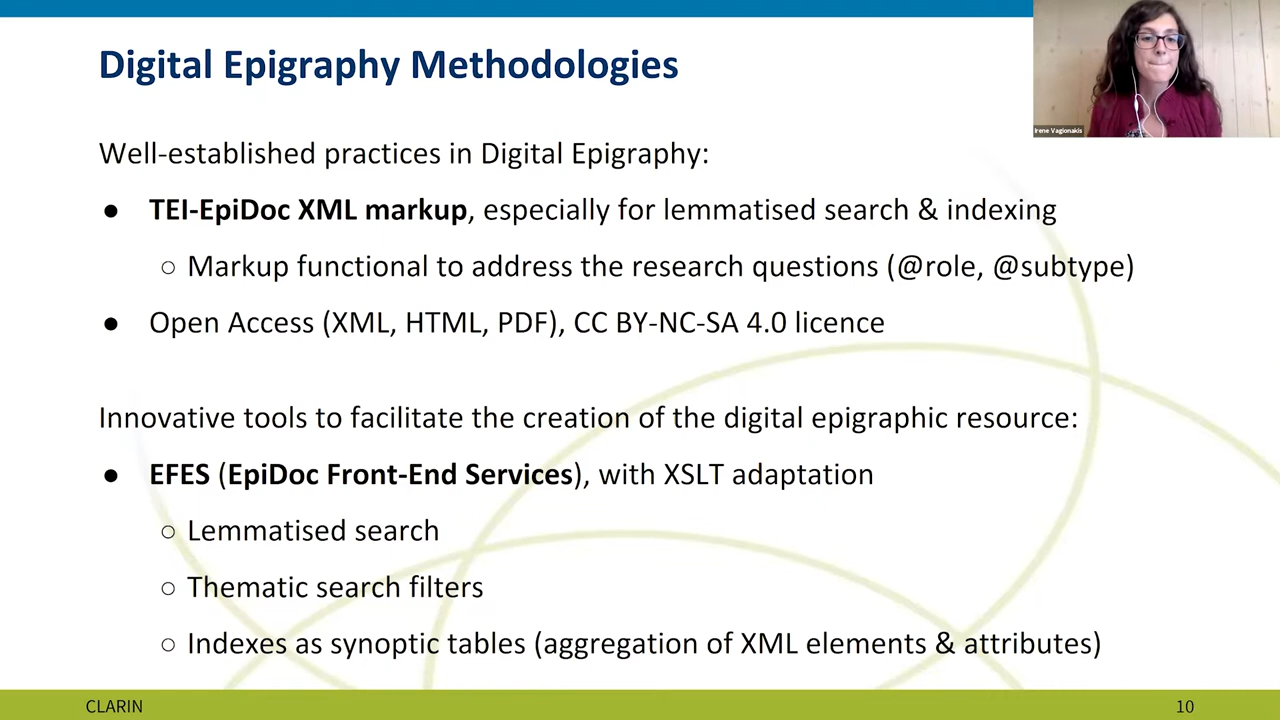 Digital Epigraphy Methodologies
Irene Vagionakis
Well-established practices in Digital Epigraphy:
● TEI-EpiDoc XML markup, especially for lemmatised search & indexing
○ Markup functional to address the research questions (@role, @subtype)
● Open Access (XML, HTML, PDF), CC BY-NC-SA 4.0 licence
Innovative tools to facilitate the creation of the digital epigraphic resource:
● EFES (EpiDoc Front-End Services), with XSLT adaptation
○ Lemmatised search
○ Thematic search filters
○ Indexes as synoptic tables (aggregation of XML elements & attributes)
CLARIN
10